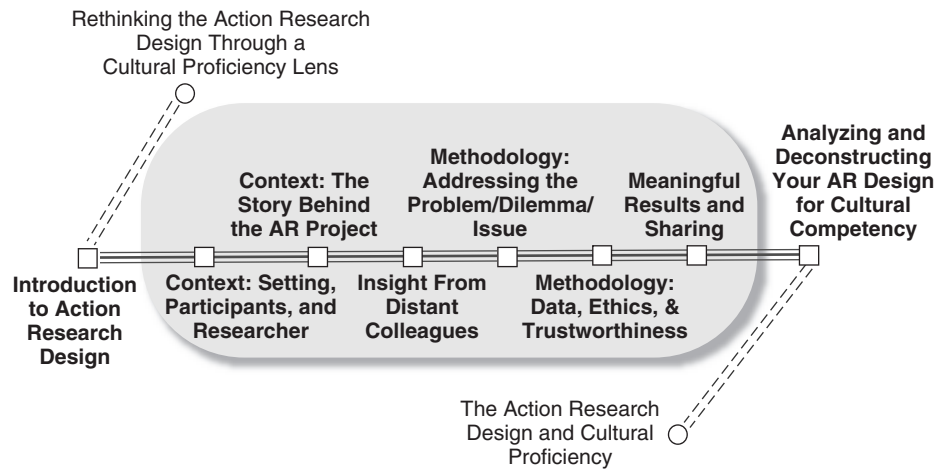 Rethinking the Action Research
Design Through a
Cultural Proficiency Lens
Introduction
to Action
Research
Design
Context: Setting,
Participants, and
Researcher
Context: The
Story Behind
the AR Project
Insight From
Distant
Colleagues
Methodology:
Addressing the
Problem/Dilemma/
Issue
Methodology:
Data, Ethics, &
Trustworthiness
Meaningful
Results and
Sharing
Analyzing and
Deconstructing
Your AR Design
for Cultural
Competency
The Action Research
Design and Cultural
Proficiency